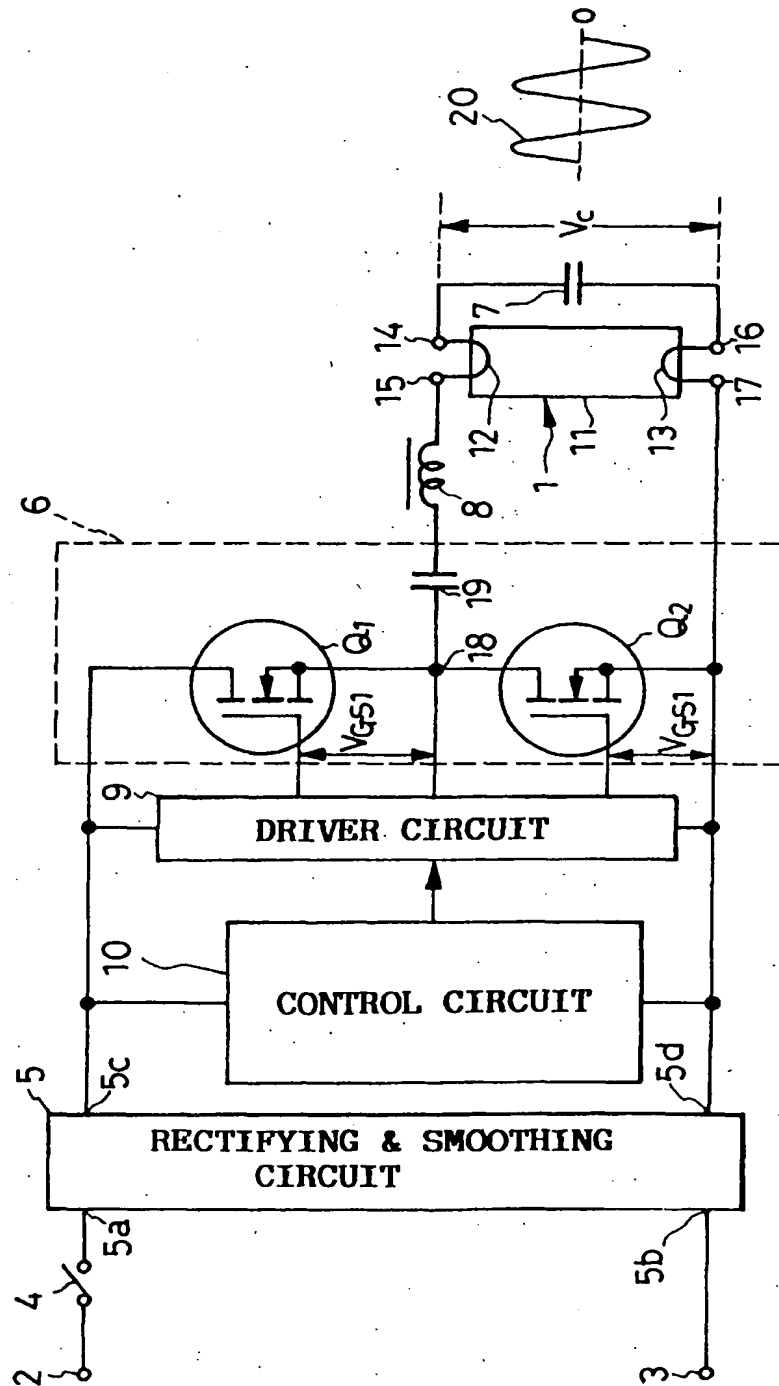 2
4
5a
5
5c
RECTIFYING & SMOOTHING
CIRCUIT
3
5b
5d
10
CONTROL CIRCUIT
9
DRIVER CIRCUIT
6
Q1
VGS1
18
19
Q2
VGS1
8
15
14
12
1
11
13
17
16
7
Vc
20
0